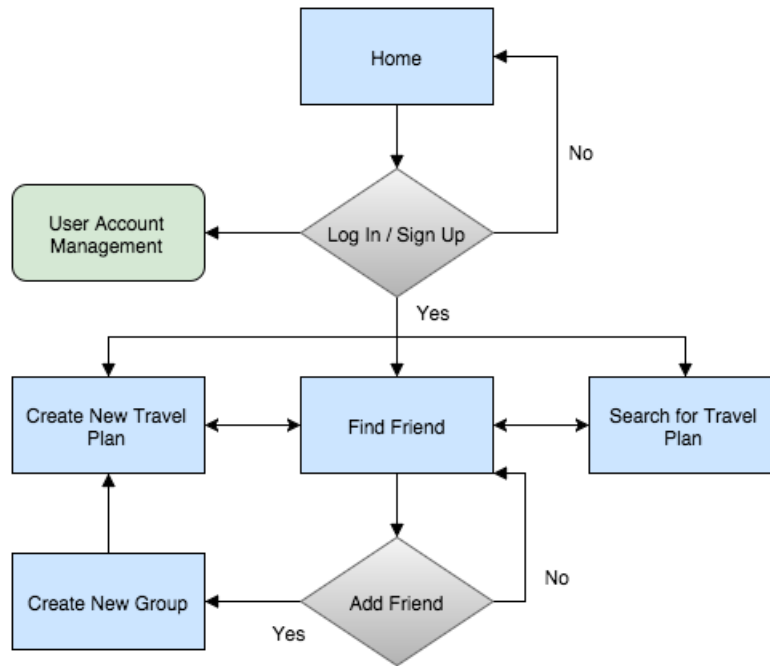 Home
No
User Account
Management
Log In / Sign Up
Yes
Create New Travel
Plan
Find Friend
Search for Travel
Plan
No
Create New Group
Add Friend
Yes